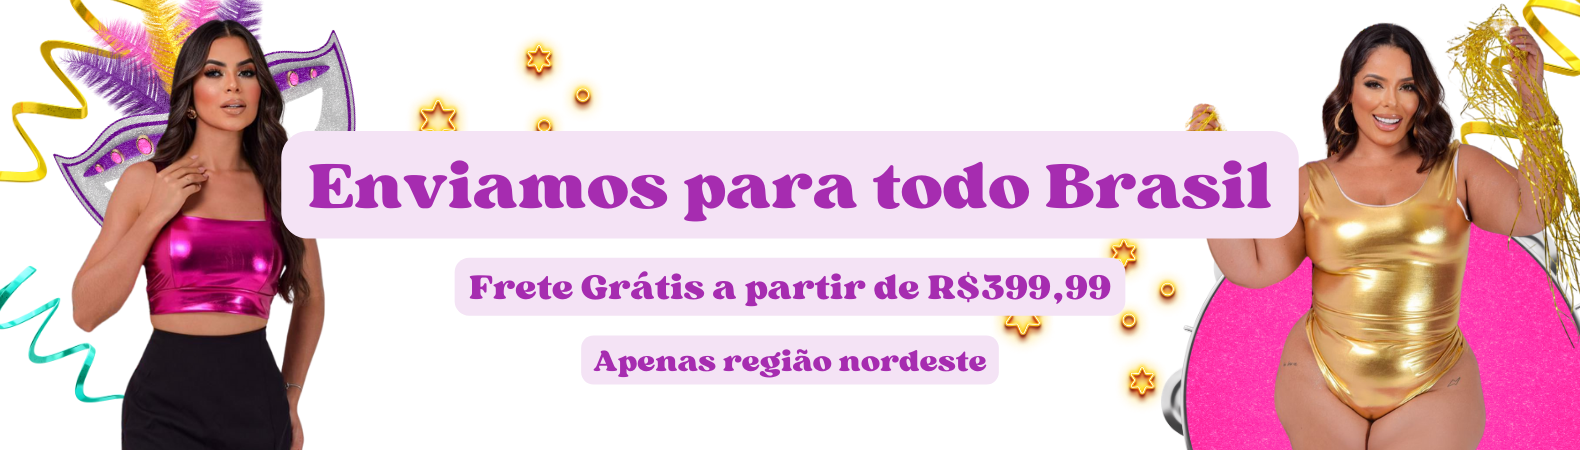 Enviamos para todo Brasil
Frete Grátis a partir de R$399,99
Apenas região nordeste